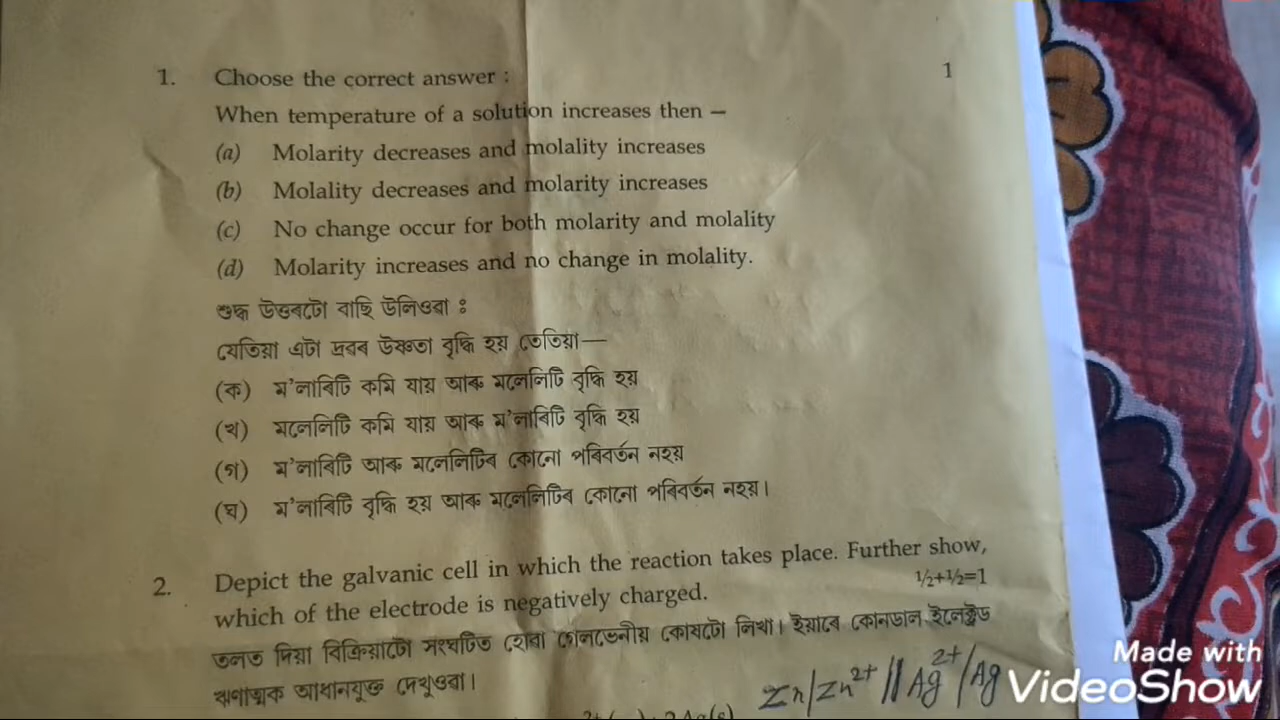 1. Choose the correct answer : 1
When temperature of a solution increases then —
(a) Molarity decreases and molality increases
(b) Molality decreases and molarity increases
(c) No change occur for both molarity and molality
(d) Molarity increases and no change in molality.
শুদ্ধ উত্তৰটো বাছি উলিওৱা :
যেতিয়া এটা দ্ৰৱৰ উষ্ণতা বৃদ্ধি হয় তেতিয়া—
(ক) ম'লাৰিটি কমি যায় আৰু মলেলিটি বৃদ্ধি হয়
(খ) মলেলিটি কমি যায় আৰু ম'লাৰিটি বৃদ্ধি হয়
(গ) ম'লাৰিটি আৰু মলেলিটিৰ কোনো পৰিবৰ্তন নহয়
(ঘ) ম'লাৰিটি বৃদ্ধি হয় আৰু মলেলিটিৰ কোনো পৰিবৰ্তন নহয়।
2. Depict the galvanic cell in which the reaction takes place. Further show,
which of the electrode is negatively charged. ½+½=1
তলত দিয়া বিক্ৰিয়াটো সংঘটিত হোৱা গেলভেনীয় কোষটো লিখা। ইয়াৰে কোনডাল ইলেক্ট্ৰড
ঋণাত্মক আধানযুক্ত দেখুওৱা।
Zn/Zn²⁺ // Ag²⁺/Ag
2Ag(s)
Made with
VideoShow